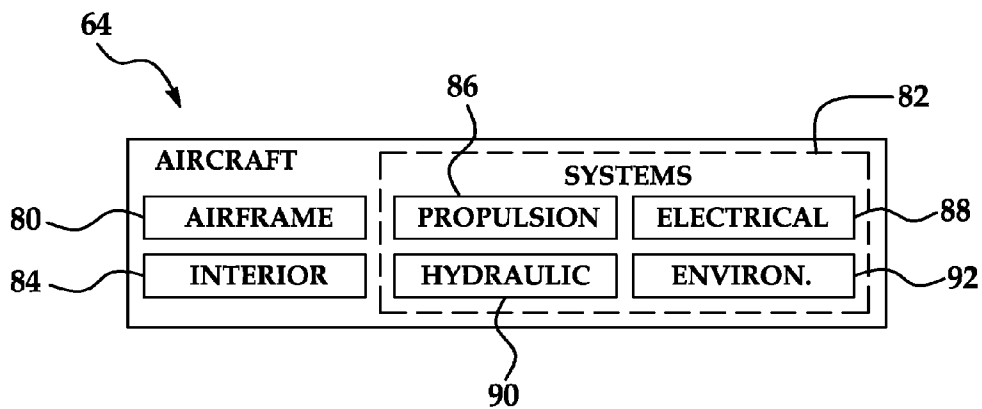 64
86
82
AIRCRAFT
SYSTEMS
80
AIRFRAME
PROPULSION
ELECTRICAL
88
84
INTERIOR
HYDRAULIC
ENVIRON.
92
90